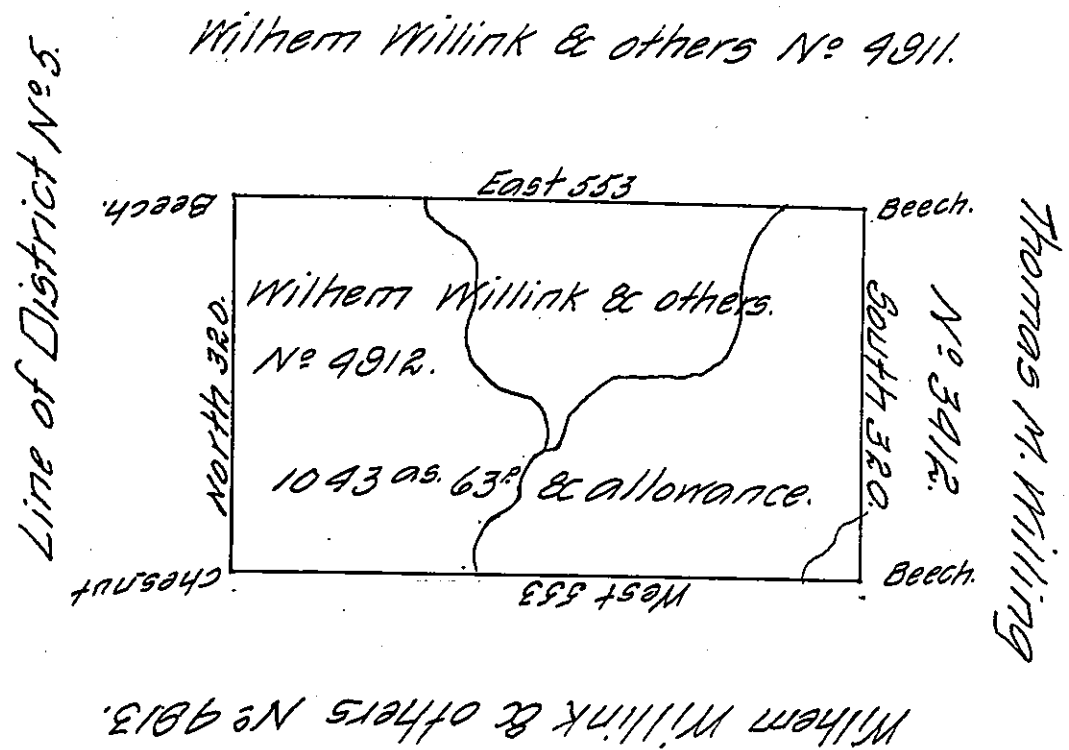 Wilhem Willink & others Nº 4911.
Line of District Nº 5.
Beech.
East 553
Beech.
North 320.
Wilhem Willink & others.
Nº 4912.
1043 as. 63 p & allowance.
South 320.
Thomas M. Willing
Nº 3412.
Chesnut
West 553
Beech.
Wilhem Willink & others Nº 4913.